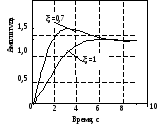 Амплитуда
1,5
1,0
0,5
ξ=0,7
ξ=1
0 2 4 6 8 10
Время, с